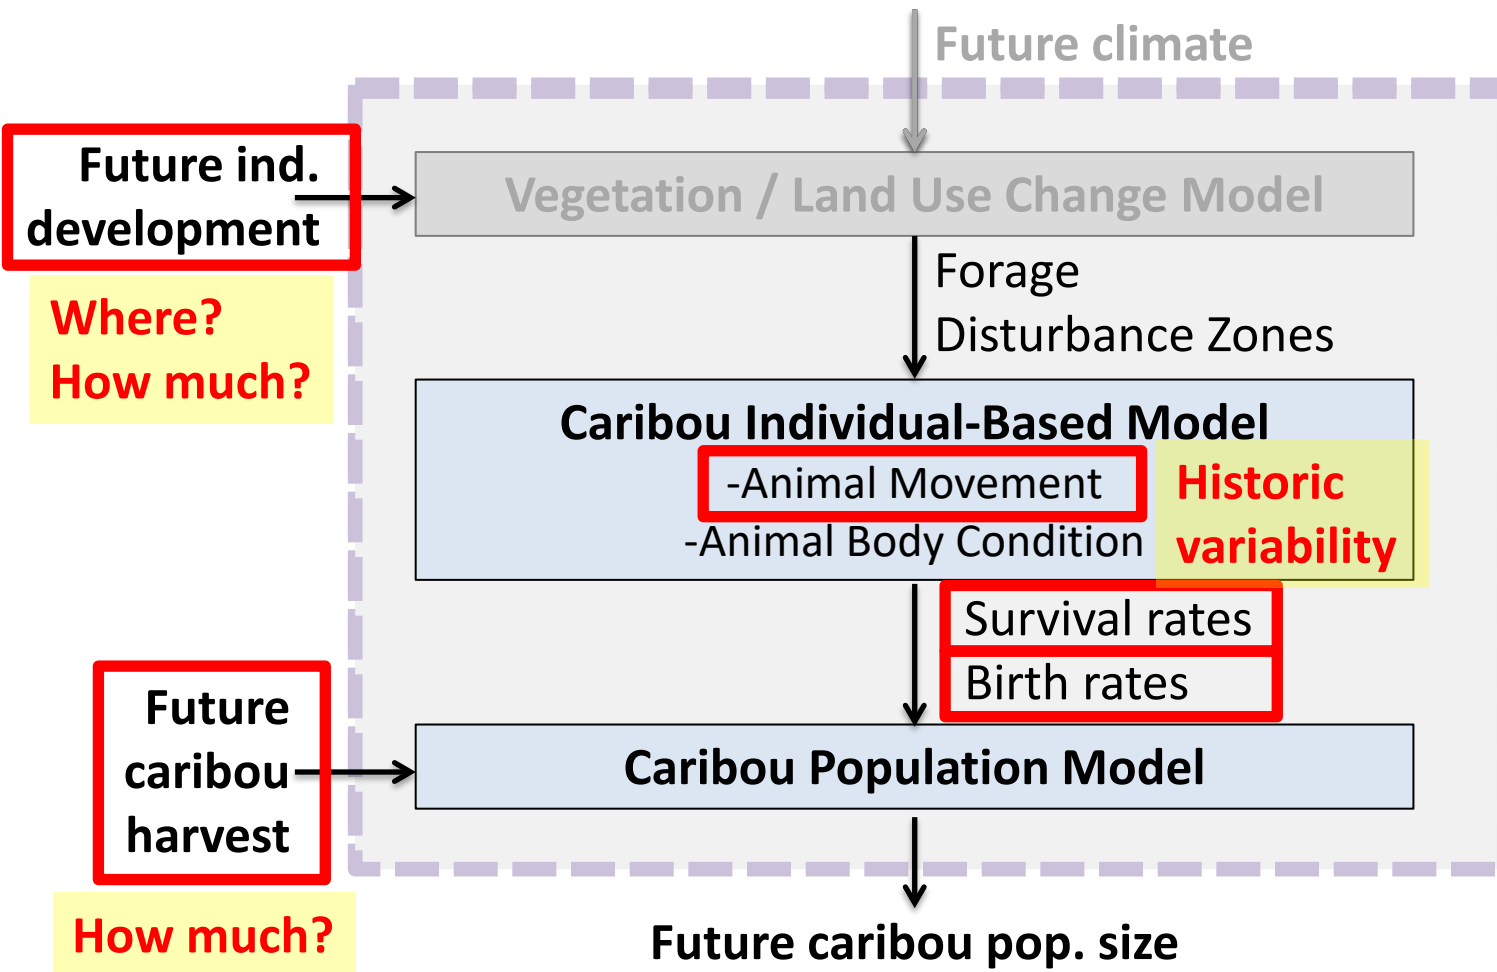 Future climate
Future ind.
development
Vegetation / Land Use Change Model
Where?
How much?
Forage
Disturbance Zones
Caribou Individual-Based Model
-Animal Movement
-Animal Body Condition
Historic
variability
Survival rates
Birth rates
Future
caribou
harvest
Caribou Population Model
How much?
Future caribou pop. size